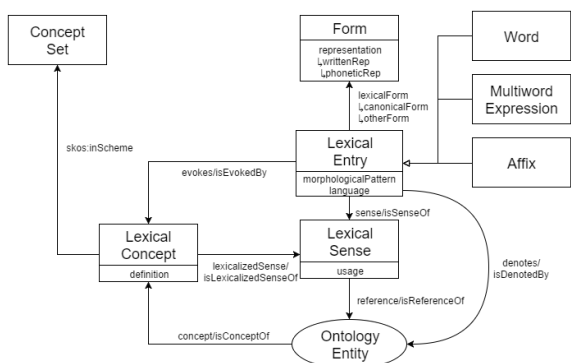 Concept
Set
Form
representation
↳writtenRep
↳phoneticRep
Word
Multiword
Expression
Affix
lexicalForm
↳canonicalForm
↳otherForm
skos:inScheme
Lexical
Entry
morphologicalPattern
language
evokes/isEvokedBy
sense/isSenseOf
Lexical
Concept
definition
lexicalizedSense/
isLexicalizedSenseOf
Lexical
Sense
usage
denotes/
isDenotedBy
reference/isReferenceOf
concept/isConceptOf
Ontology
Entity